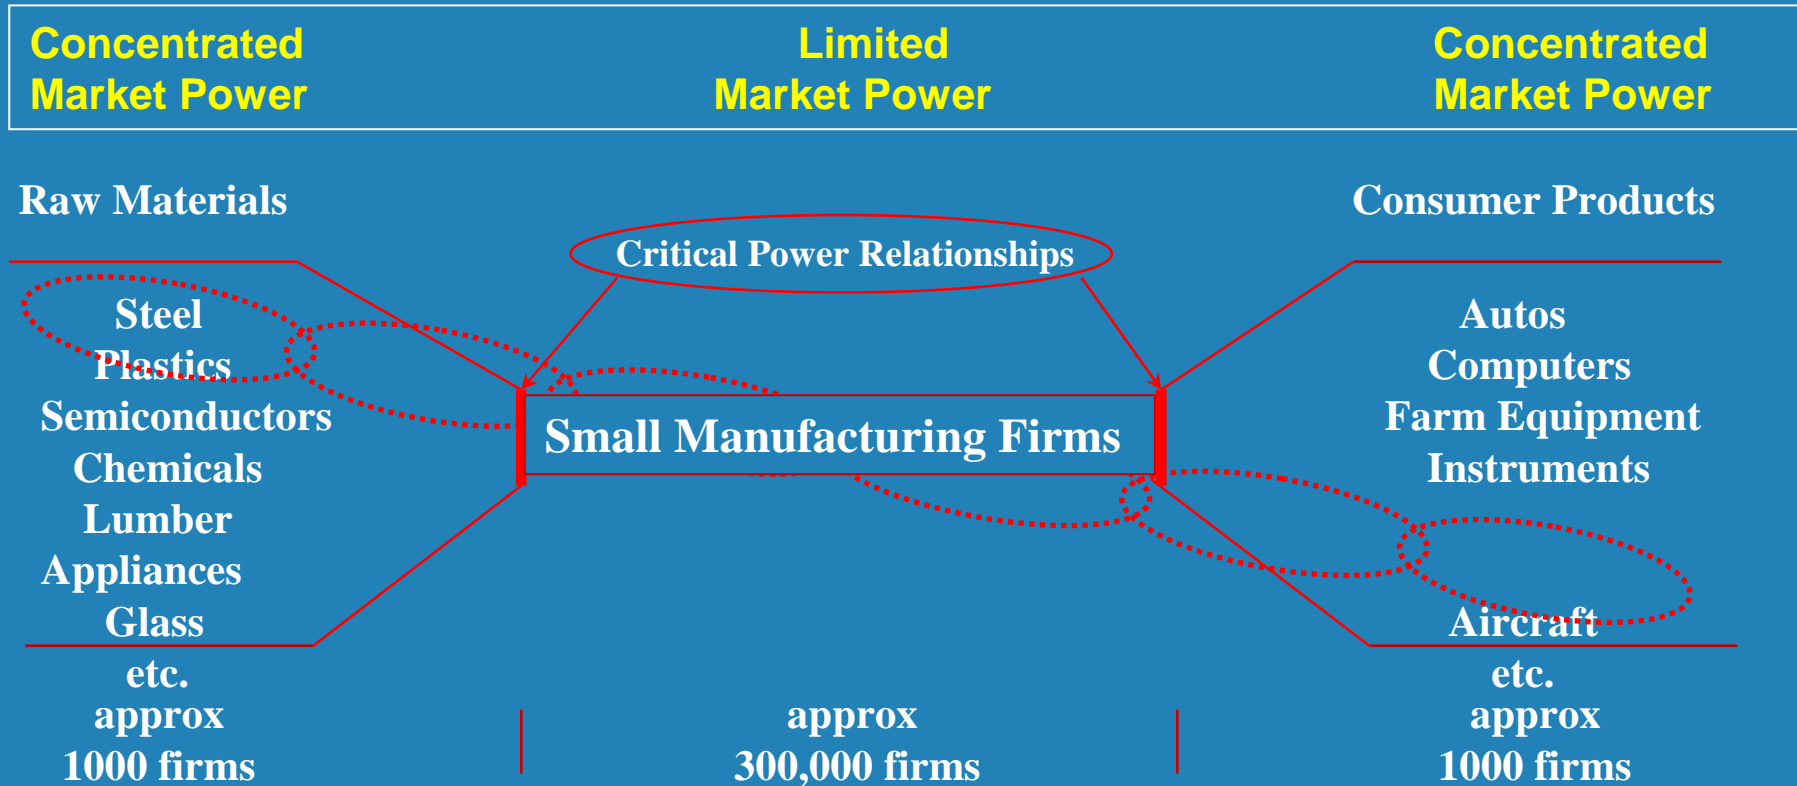 Concentrated
Market Power
Limited
Market Power
Concentrated
Market Power
Raw Materials
Steel
Plastics
Semiconductors
Chemicals
Lumber
Appliances
Glass
etc.
approx
1000 firms
Critical Power Relationships
Small Manufacturing Firms
approx
300,000 firms
Consumer Products
Autos
Computers
Farm Equipment
Instruments
Aircraft
etc.
approx
1000 firms